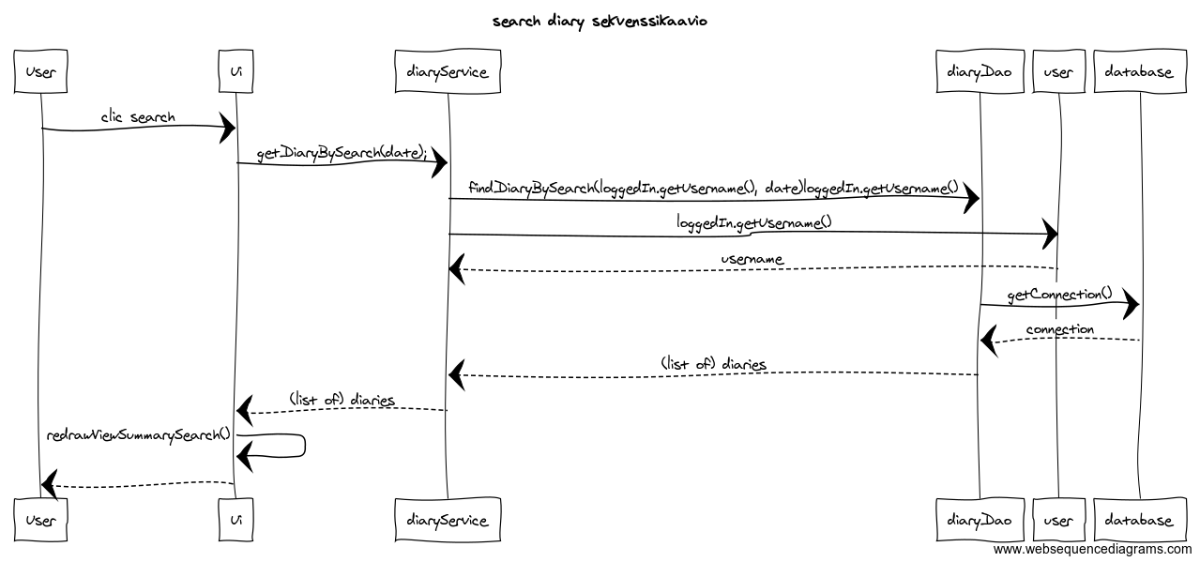 search diary sekvenssikaavio
User
Ui
diaryService
diaryDao
user
database
clic search
getDiaryBySearch(date);
findDiaryBySearch(loggedIn.getUsername(), date)loggedIn.getUsername()
loggedIn.getUsername()
username
getConnection()
connection
(list of) diaries
(list of) diaries
redrawViewSummarySearch()
User
Ui
diaryService
diaryDao
user
database
www.websequencediagrams.com